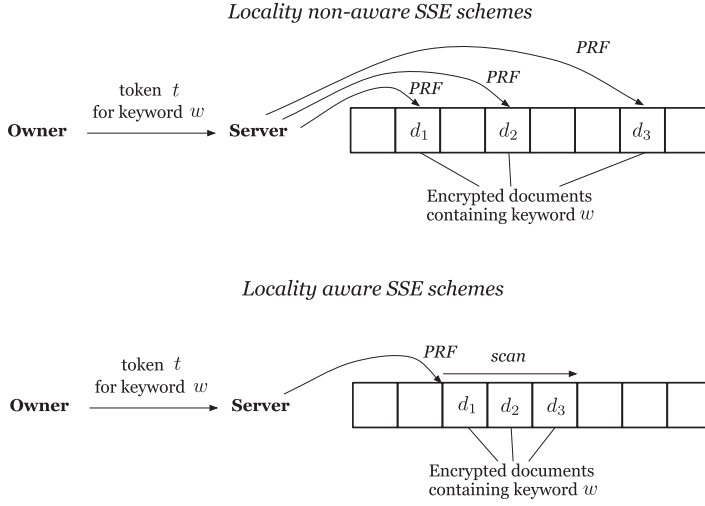 Locality non-aware SSE schemes
PRF
PRF
PRF
token t
for keyword w
Owner
Server
d1
d2
d3
Encrypted documents
containing keyword w
Locality aware SSE schemes
PRF
scan
token t
for keyword w
Owner
Server
d1
d2
d3
Encrypted documents
containing keyword w